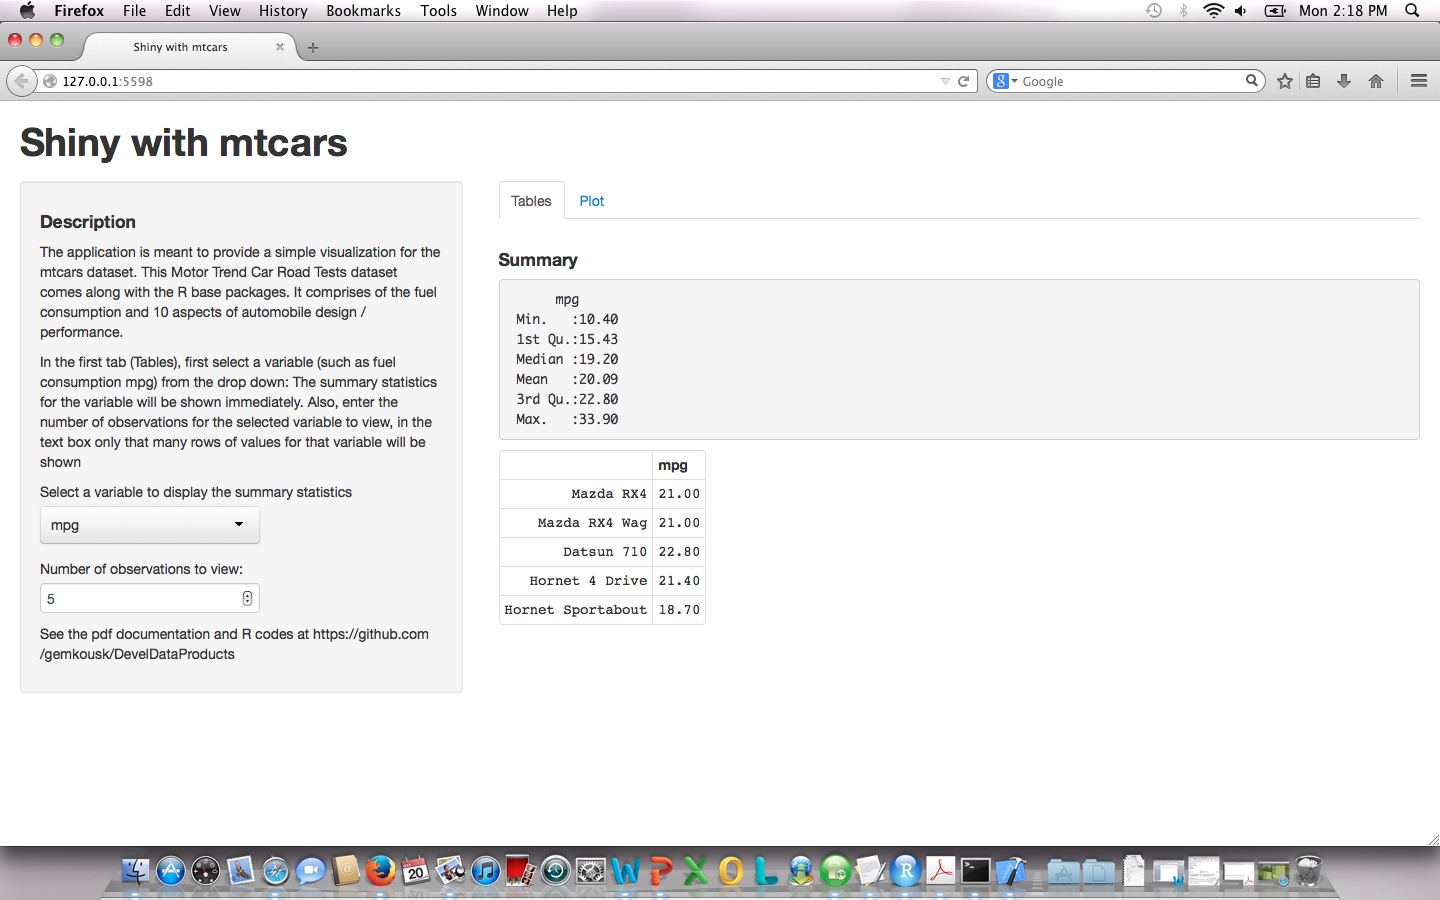 Firefox File Edit View History Bookmarks Tools Window Help Mon 2:18 PM
Shiny with mtcars
127.0.0.1:5598
8 Google
Shiny with mtcars
Description
The application is meant to provide a simple visualization for the
mtcars dataset. This Motor Trend Car Road Tests dataset
comes along with the R base packages. It comprises of the fuel
consumption and 10 aspects of automobile design /
performance.
In the first tab (Tables), first select a variable (such as fuel
consumption mpg) from the drop down: The summary statistics
for the variable will be shown immediately. Also, enter the
number of observations for the selected variable to view, in the
text box only that many rows of values for that variable will be
shown
Select a variable to display the summary statistics
mpg
Number of observations to view:
5
See the pdf documentation and R codes at https://github.com
/gemkousk/DevelDataProducts
Tables Plot
Summary
mpg
Min. :10.40
1st Qu.:15.43
Median :19.20
Mean :20.09
3rd Qu.:22.80
Max. :33.90
mpg
Mazda RX4 21.00
Mazda RX4 Wag 21.00
Datsun 710 22.80
Hornet 4 Drive 21.40
Hornet Sportabout 18.70
20 W P X O L R